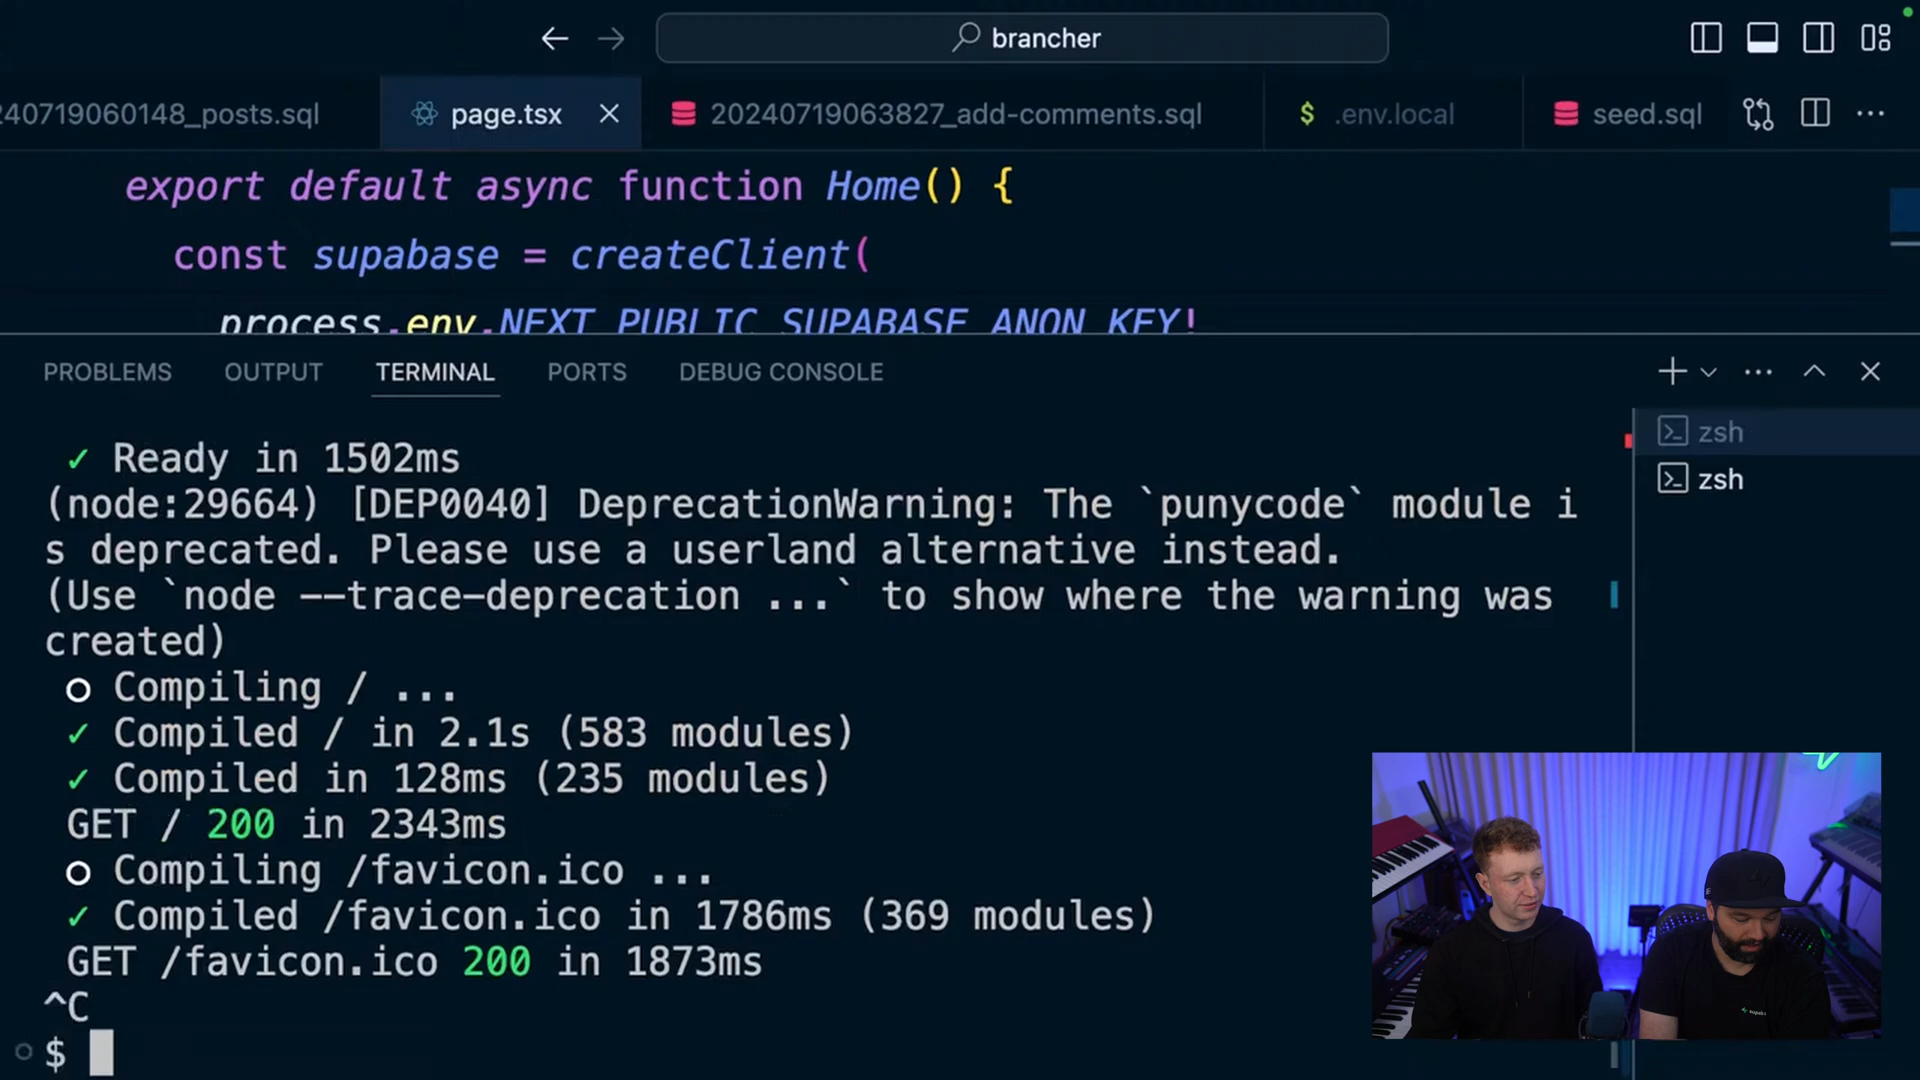 brancher
240719060148_posts.sql
page.tsx
20240719063827_add-comments.sql
$ .env.local
seed.sql
export default async function Home() {
const supabase = createClient(
process.env.NEXT_PUBLIC_SUPABASE_ANON_KEY!
PROBLEMS OUTPUT TERMINAL PORTS DEBUG CONSOLE
zsh
zsh
✓ Ready in 1502ms
(node:29664) [DEP0040] DeprecationWarning: The `punycode` module i
s deprecated. Please use a userland alternative instead.
(Use `node --trace-deprecation ...` to show where the warning was
created)
○ Compiling / ...
✓ Compiled / in 2.1s (583 modules)
✓ Compiled in 128ms (235 modules)
GET / 200 in 2343ms
○ Compiling /favicon.ico ...
✓ Compiled /favicon.ico in 1786ms (369 modules)
GET /favicon.ico 200 in 1873ms
^C
$